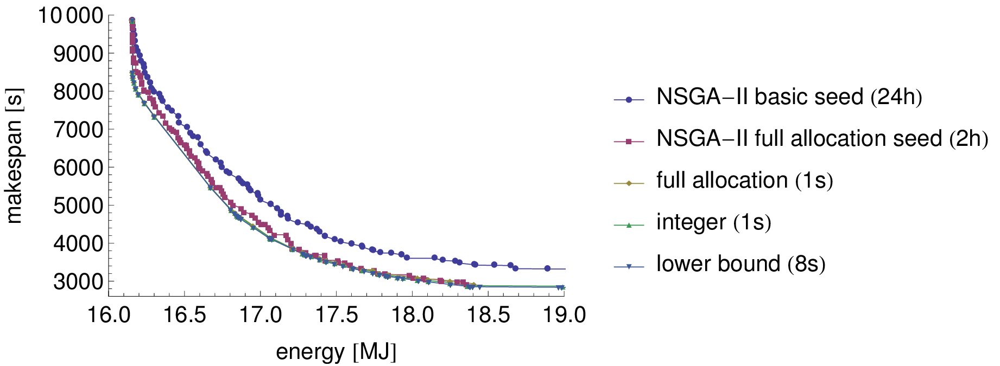 10 000
9000
8000
7000
6000
5000
4000
3000
makespan [s]
16.0 16.5 17.0 17.5 18.0 18.5 19.0
energy [MJ]
NSGA−II basic seed (24h)
NSGA−II full allocation seed (2h)
full allocation (1s)
integer (1s)
lower bound (8s)